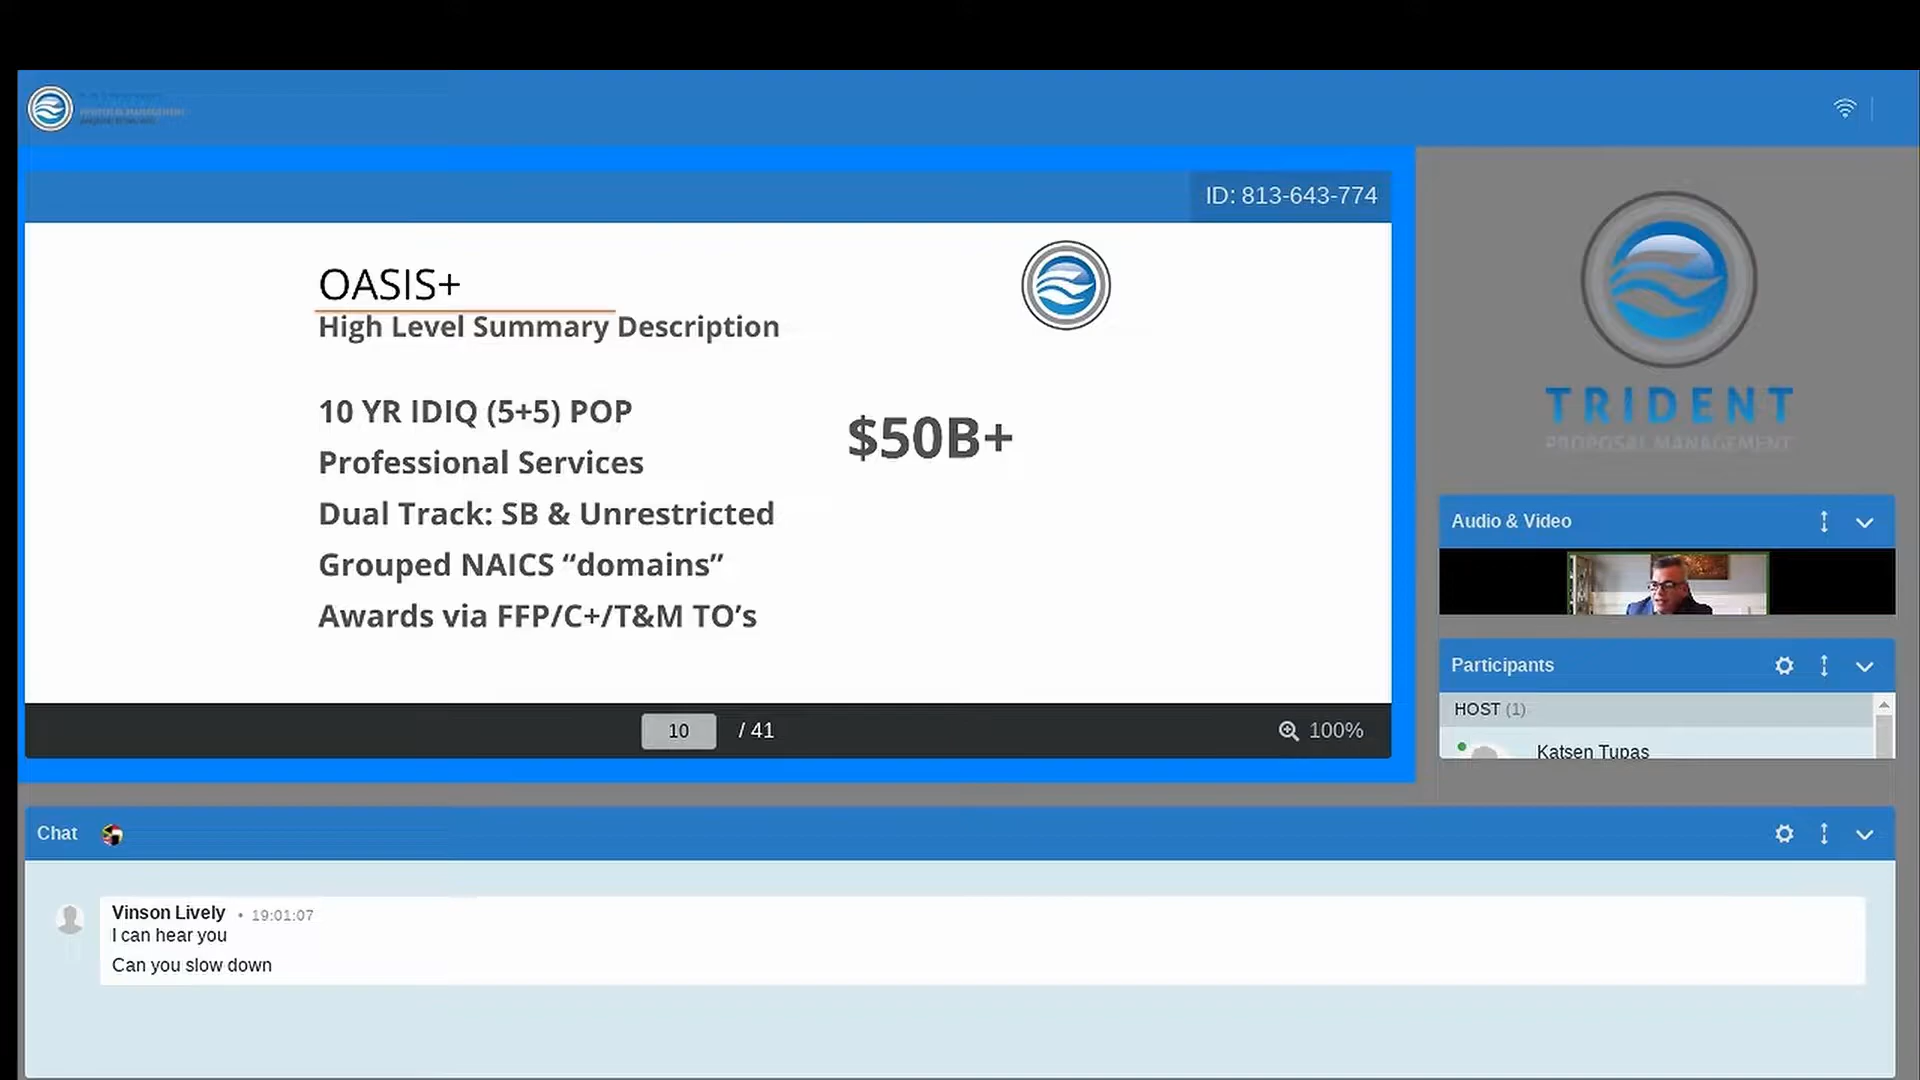 ID: 813-643-774
OASIS+
High Level Summary Description
10 YR IDIQ (5+5) POP
$50B+
Professional Services
Dual Track: SB & Unrestricted
Grouped NAICS “domains”
Awards via FFP/C+/T&M TO’s
10 / 41
100%
TRIDENT
PROPOSAL MANAGEMENT
Audio & Video
Participants
HOST (1)
Katsen Tupas
Chat
Vinson Lively • 19:01:07
I can hear you
Can you slow down